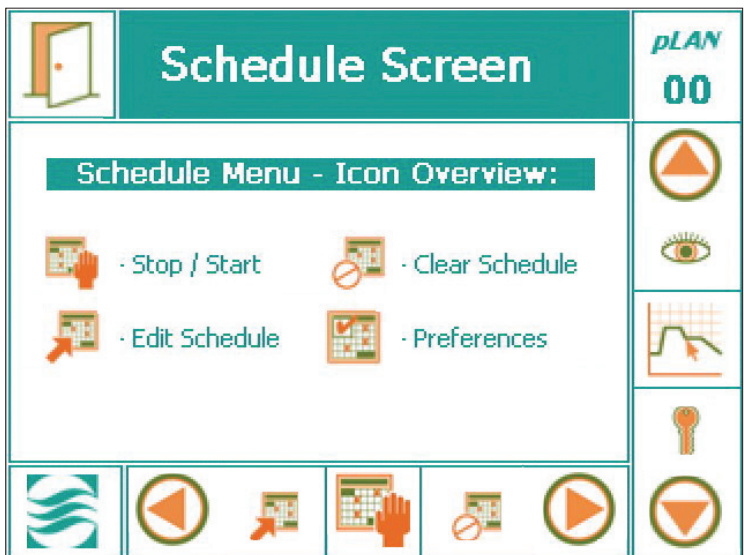 Schedule Screen
pLAN
00
Schedule Menu - Icon Overview:
· Stop / Start
· Clear Schedule
· Edit Schedule
· Preferences